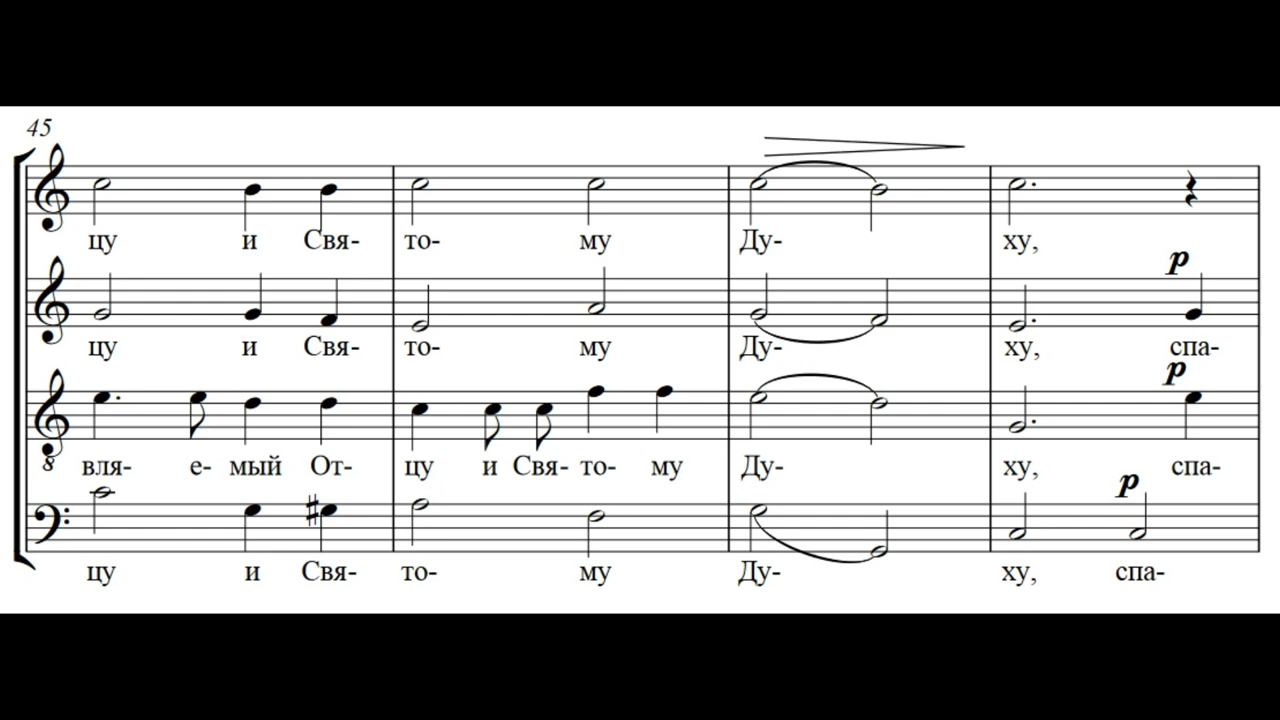 45
цу и Свя- то- му Ду- ху,
p
цу и Свя- то- му Ду- ху, спа-
p
8
вля- е- мый От- цу и Свя- то- му Ду- ху, спа-
p
цу и Свя- то- му Ду- ху, спа-